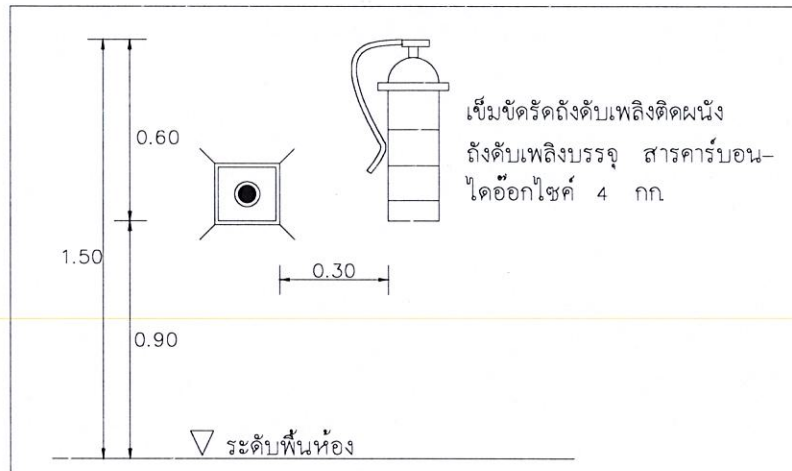 0.60
1.50
0.30
0.90
เข็มขัดรัดถังดับเพลิงติดผนัง
ถังดับเพลิงบรรจุ สารคาร์บอน-
ไดอ๊อกไซค์ 4 กก.
ระดับพื้นห้อง